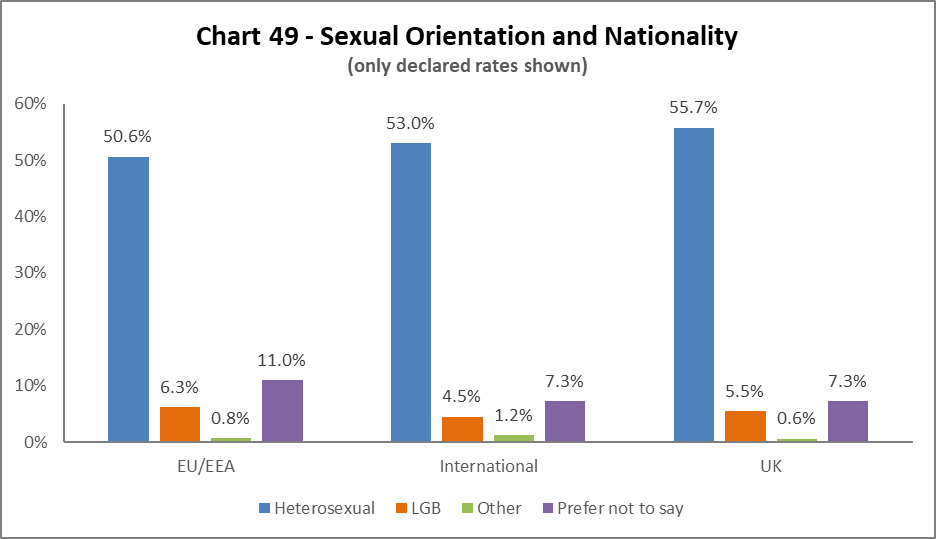 Chart 49 - Sexual Orientation and Nationality
(only declared rates shown)
60%
50%
40%
30%
20%
10%
0%
50.6%
6.3%
0.8%
11.0%
53.0%
4.5%
1.2%
7.3%
55.7%
5.5%
0.6%
7.3%
EU/EEA
International
UK
Heterosexual
LGB
Other
Prefer not to say